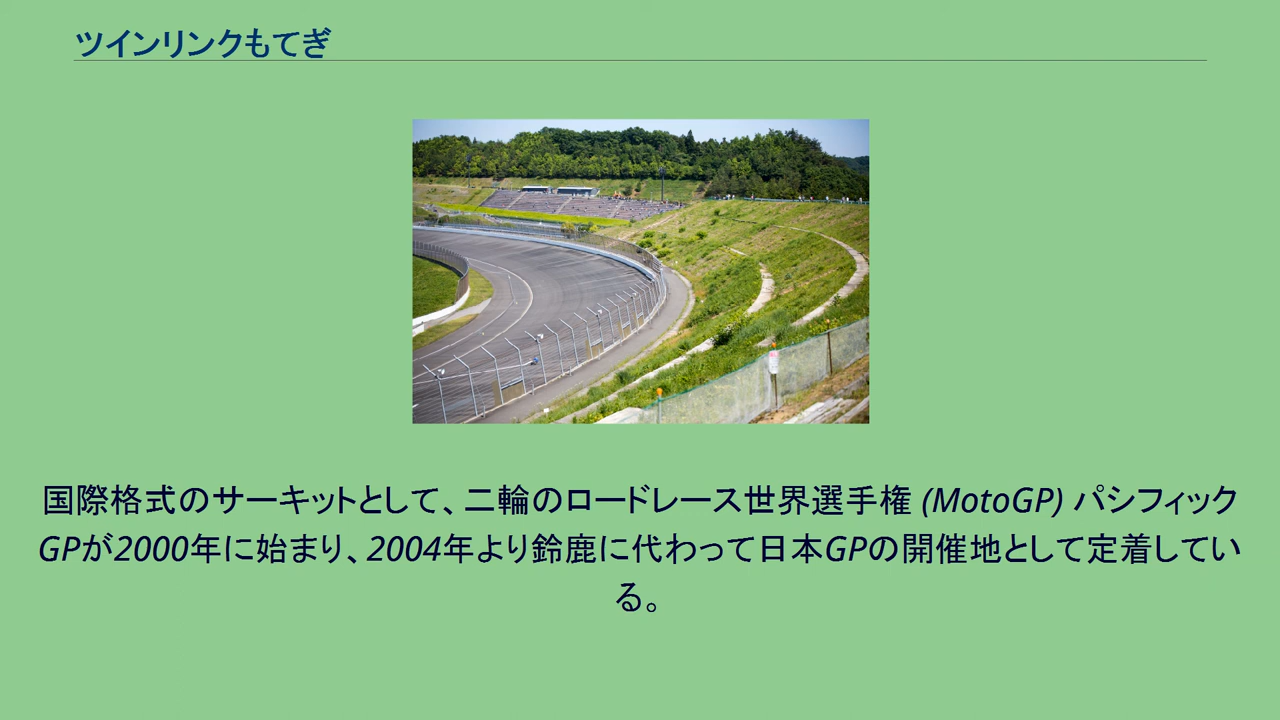 ツインリンクもてぎ
国際格式のサーキットとして、二輪のロードレース世界選手権 (MotoGP) パシフィック
GPが2000年に始まり、2004年より鈴鹿に代わって日本GPの開催地として定着してい
る。